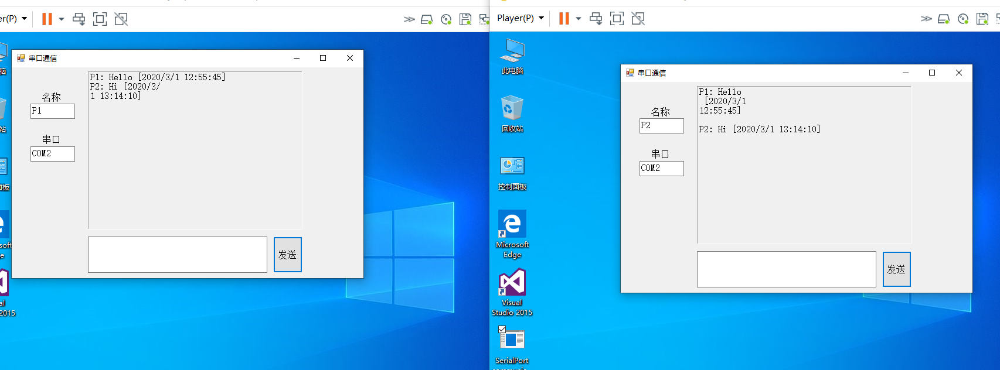 er(P)
脑
站
面板
soft
e
al
2015
串口通信
P1: Hello [2020/3/1 12:55:45]
P2: Hi [2020/3/
1 13:14:10]
名称
P1
串口
COM2
发送
Player(P)
此电脑
回收站
控制面板
Microsoft
Edge
Visual
Studio 2015
SerialPort
串口通信
P1: Hello
[2020/3/1
12:55:45]
P2: Hi [2020/3/1 13:14:10]
名称
P2
串口
COM2
发送